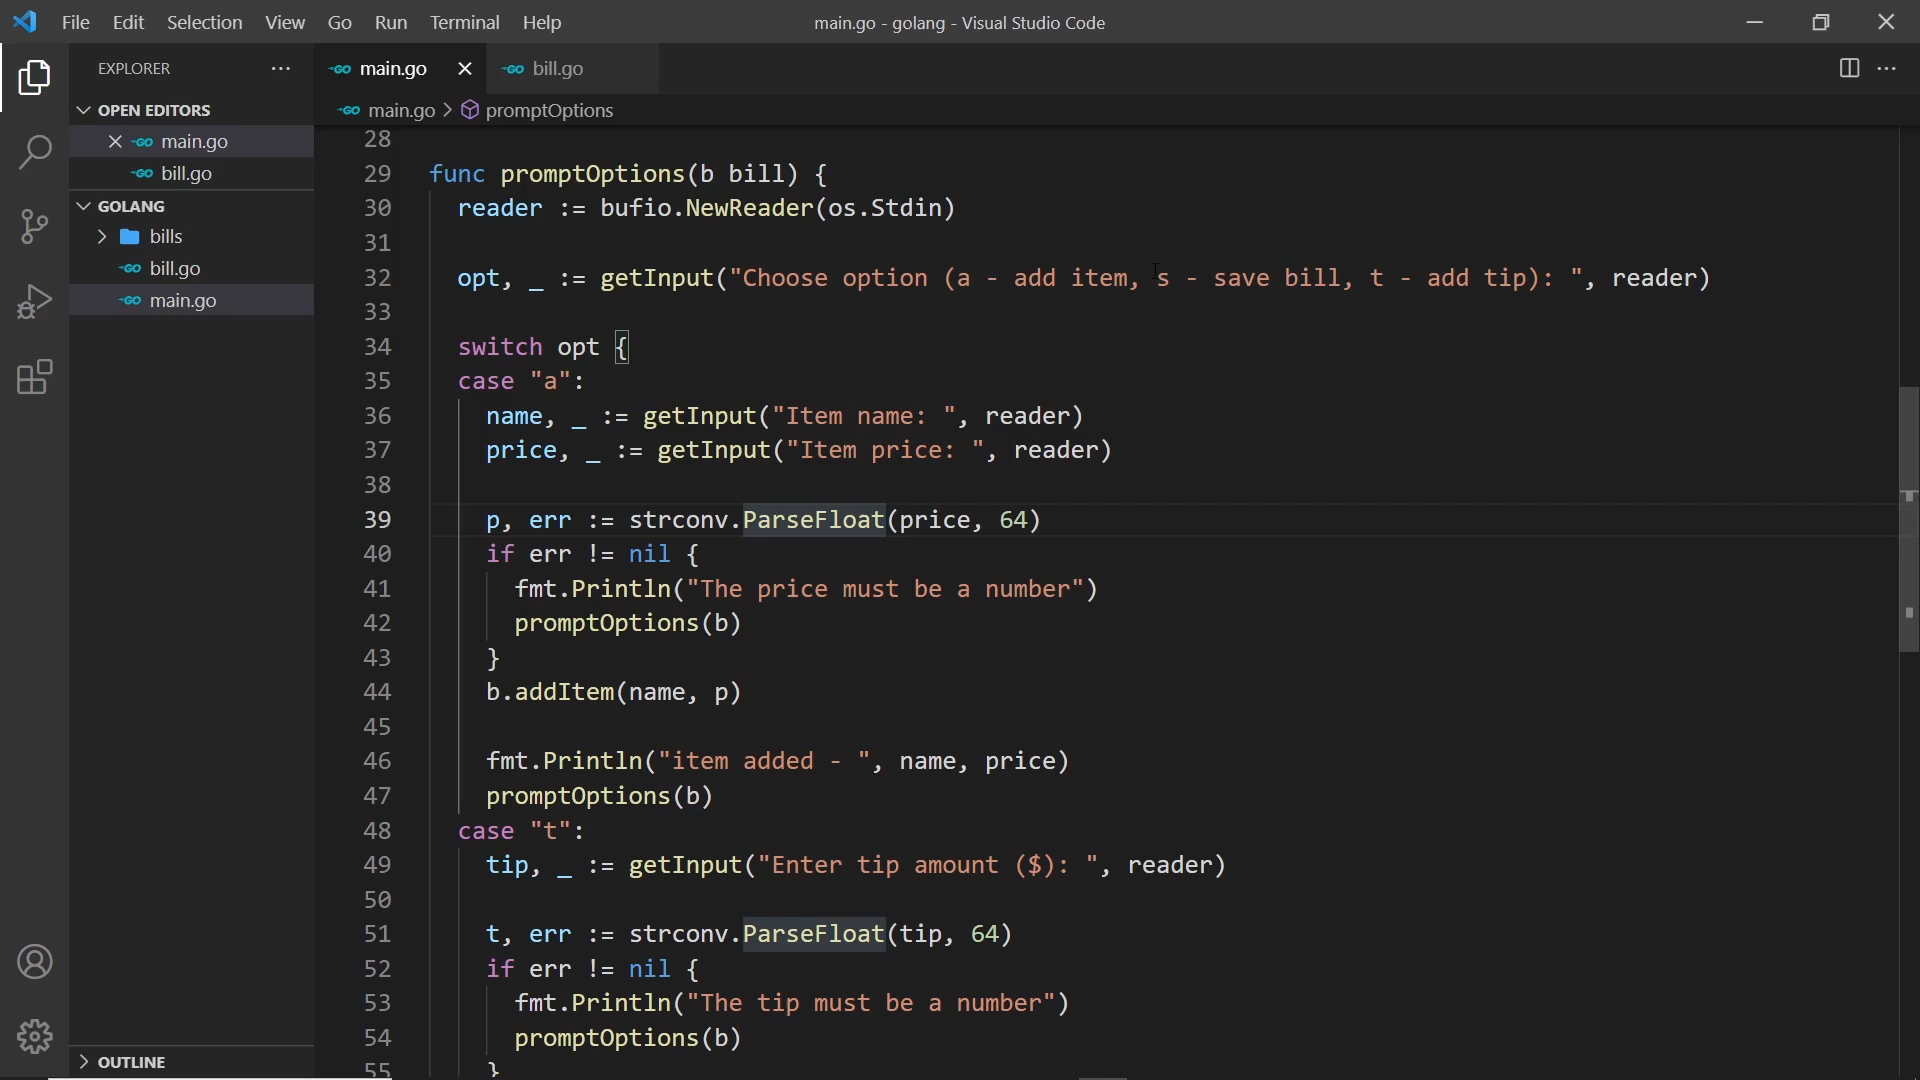 File Edit Selection View Go Run Terminal Help
main.go - golang - Visual Studio Code
EXPLORER
OPEN EDITORS
main.go
bill.go
GOLANG
bills
bill.go
main.go
OUTLINE
main.go bill.go
main.go > promptOptions
28
29 func promptOptions(b bill) {
30 reader := bufio.NewReader(os.Stdin)
31
32 opt, _ := getInput("Choose option (a - add item, s - save bill, t - add tip): ", reader)
33
34 switch opt {
35 case "a":
36 name, _ := getInput("Item name: ", reader)
37 price, _ := getInput("Item price: ", reader)
38
39 p, err := strconv.ParseFloat(price, 64)
40 if err != nil {
41 fmt.Println("The price must be a number")
42 promptOptions(b)
43 }
44 b.addItem(name, p)
45
46 fmt.Println("item added - ", name, price)
47 promptOptions(b)
48 case "t":
49 tip, _ := getInput("Enter tip amount ($): ", reader)
50
51 t, err := strconv.ParseFloat(tip, 64)
52 if err != nil {
53 fmt.Println("The tip must be a number")
54 promptOptions(b)
55 }